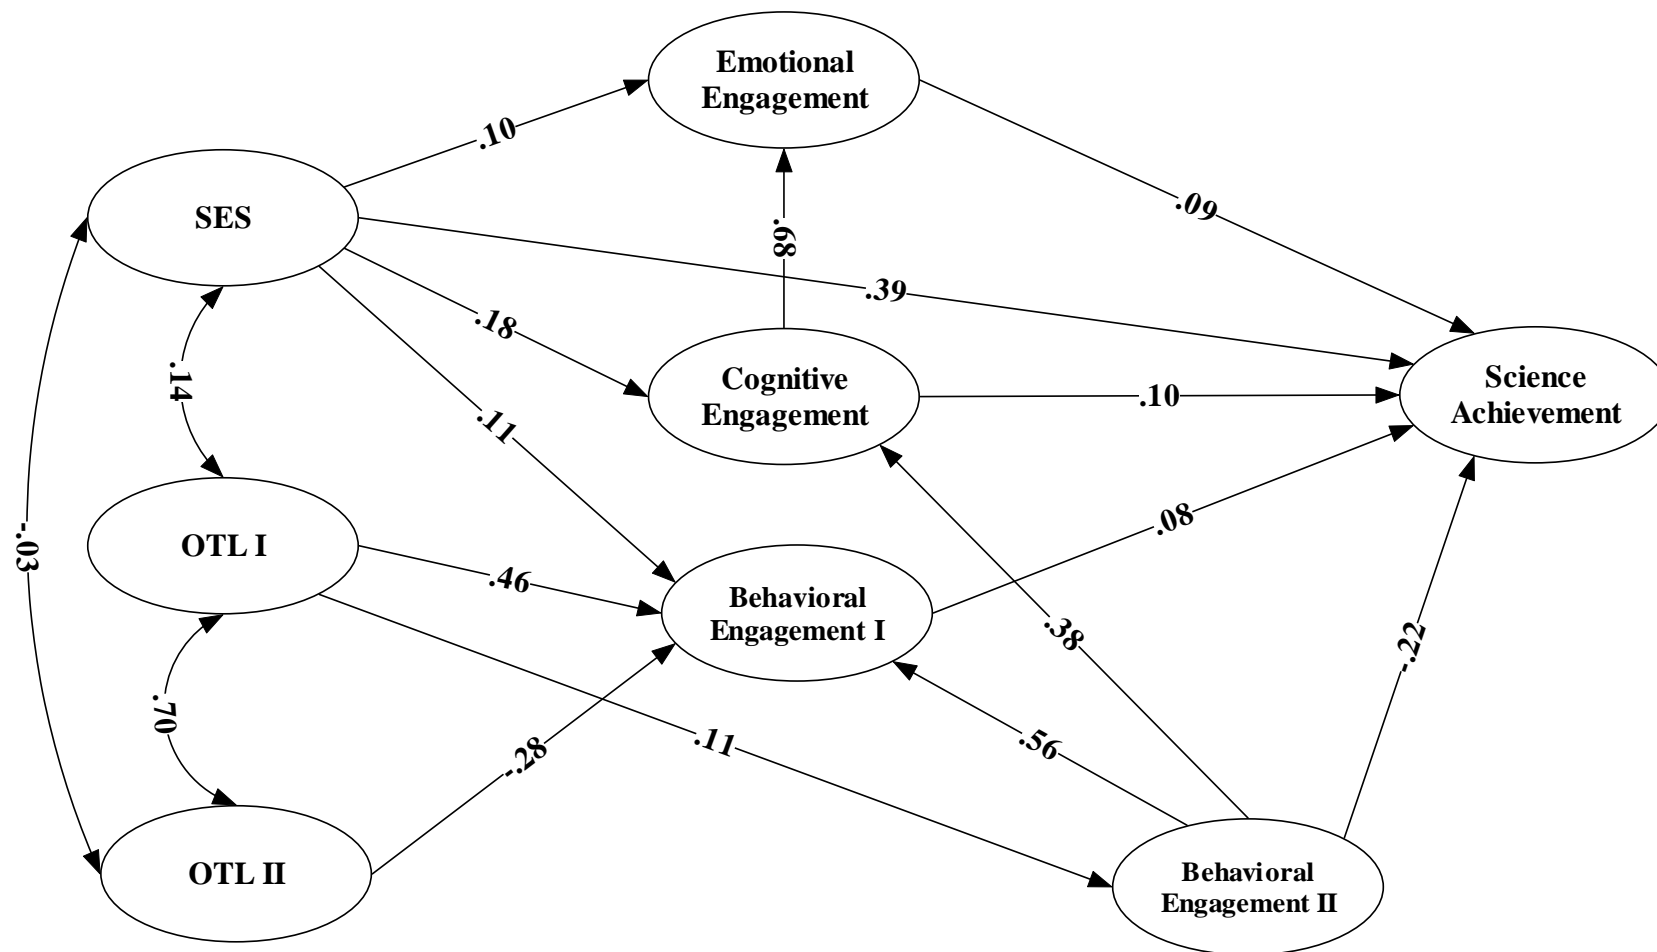 Emotional
Engagement
.10
SES
.09
.68
.39
.18
Cognitive
Engagement
Science
Achievement
.14
.10
.11
OTL I
-.03
.46
.08
Behavioral
Engagement I
.38
-.22
.70
.11
.56
-.28
OTL II
Behavioral
Engagement II